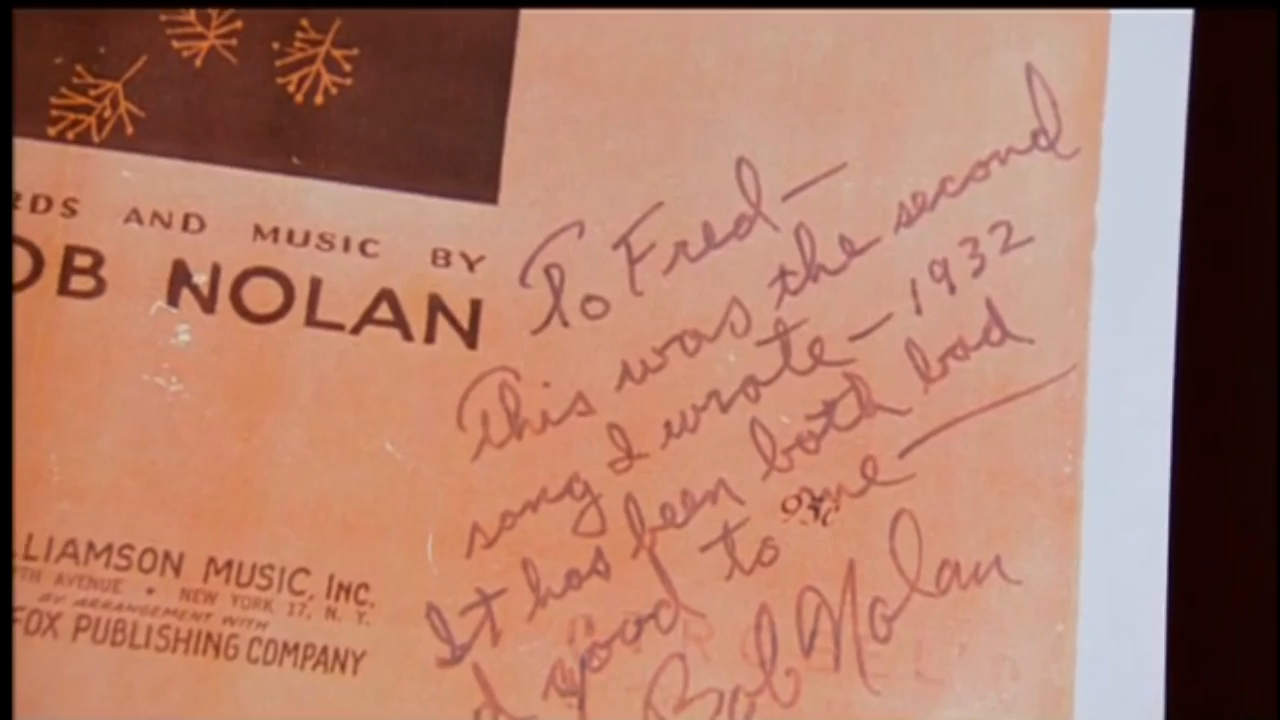 RDS AND MUSIC BY
OB NOLAN
LLIAMSON MUSIC, INC.
TH AVENUE • NEW YORK 17, N. Y.
BY ARRANGEMENT WITH
FOX PUBLISHING COMPANY
To Fred—
This was the second
song I wrote—1932
It has been both bad
d good to me—
Bob Nolan